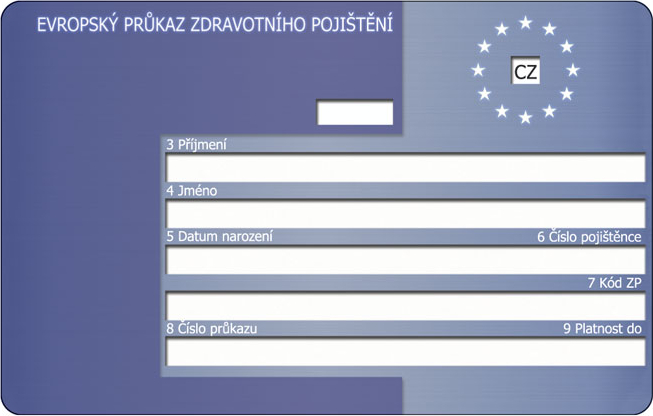 EVROPSKÝ PRŮKAZ ZDRAVOTNÍHO POJIŠTĚNÍ
CZ
3 Příjmení
4 Jméno
5 Datum narození 6 Číslo pojištěnce
7 Kód ZP
8 Číslo průkazu 9 Platnost do